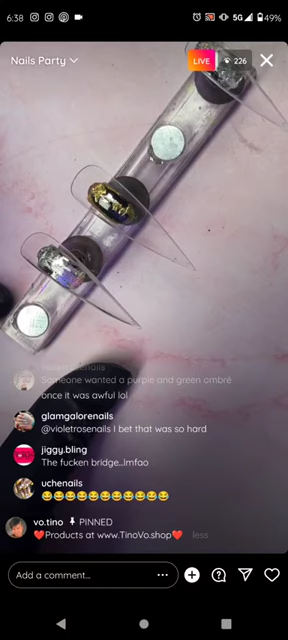 6:38
5G 49%
Nails Party
LIVE
226
Someone wanted a purple and green ombré
once it was awful lol
glamgalorenails
@violetrosenails I bet that was so hard
jiggy.bling
The fucken bridge..lmfao
uchenails
😂😂😂😂😂😂😂😂😂😂😂
vo.tino 📌 PINNED
❤️Products at www.TinoVo.shop❤️ less
Add a comment...